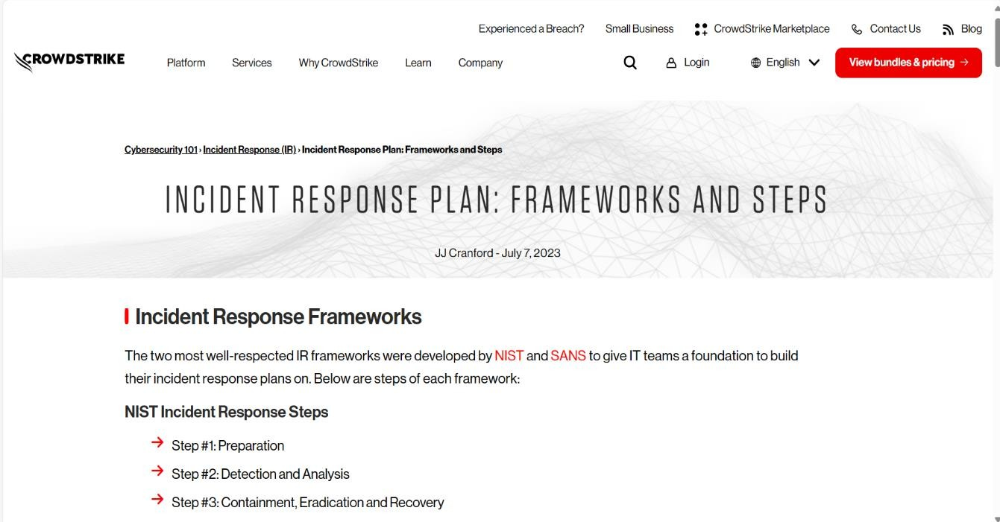 Experienced a Breach? Small Business CrowdStrike Marketplace Contact Us Blog
CROWDSTRIKE Platform Services Why CrowdStrike Learn Company Login English View bundles & pricing →
Cybersecurity 101 › Incident Response (IR) › Incident Response Plan: Frameworks and Steps
INCIDENT RESPONSE PLAN: FRAMEWORKS AND STEPS
JJ Cranford - July 7, 2023
Incident Response Frameworks
The two most well-respected IR frameworks were developed by NIST and SANS to give IT teams a foundation to build
their incident response plans on. Below are steps of each framework:
NIST Incident Response Steps
→ Step #1: Preparation
→ Step #2: Detection and Analysis
→ Step #3: Containment, Eradication and Recovery